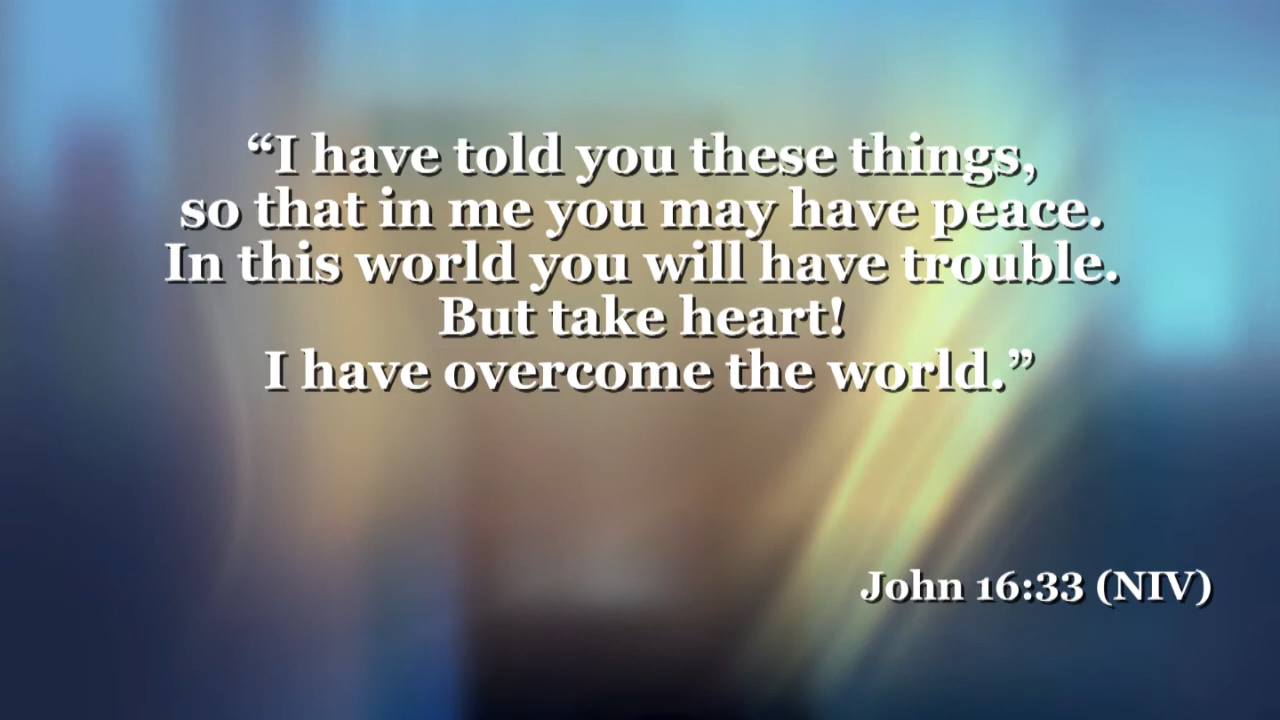 “I have told you these things,
so that in me you may have peace.
In this world you will have trouble.
But take heart!
I have overcome the world.”
John 16:33 (NIV)